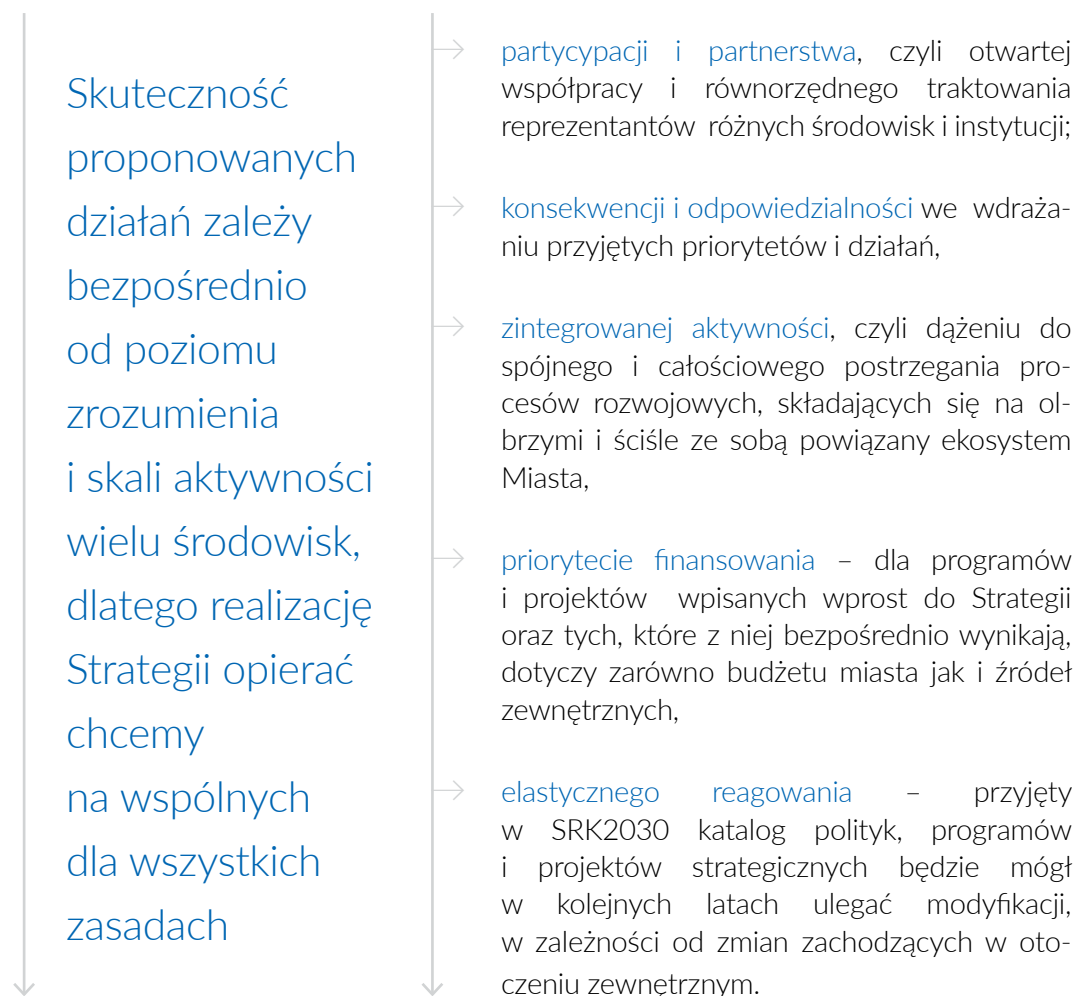 Skuteczność
proponowanych
działań zależy
bezpośrednio
od poziomu
zrozumienia
i skali aktywności
wielu środowisk,
dlatego realizację
Strategii opierać
chcemy
na wspólnych
dla wszystkich
zasadach
partycypacji i partnerstwa, czyli otwartej
współpracy i równorzędnego traktowania
reprezentantów różnych środowisk i instytucji;
konsekwencji i odpowiedzialności we wdraża-
niu przyjętych priorytetów i działań,
zintegrowanej aktywności, czyli dążeniu do
spójnego i całościowego postrzegania pro-
cesów rozwojowych, składających się na ol-
brzymi i ściśle ze sobą powiązany ekosystem
Miasta,
priorytecie finansowania – dla programów
i projektów wpisanych wprost do Strategii
oraz tych, które z niej bezpośrednio wynikają,
dotyczy zarówno budżetu miasta jak i źródeł
zewnętrznych,
elastycznego reagowania – przyjęty
w SRK2030 katalog polityk, programów
i projektów strategicznych będzie mógł
w kolejnych latach ulegać modyfikacji,
w zależności od zmian zachodzących w oto-
czeniu zewnętrznym.